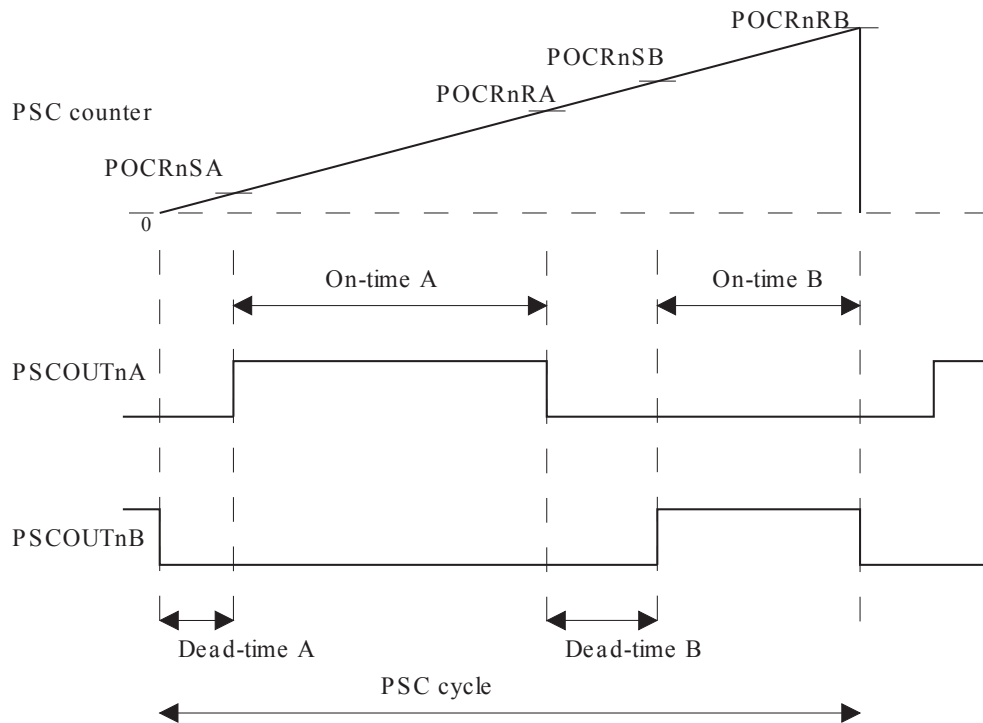 POCRnRB
POCRnSB
POCRnRA
PSC counter
POCRnSA
0
On-time A
On-time B
PSCOUTnA
PSCOUTnB
Dead-time A
Dead-time B
PSC cycle